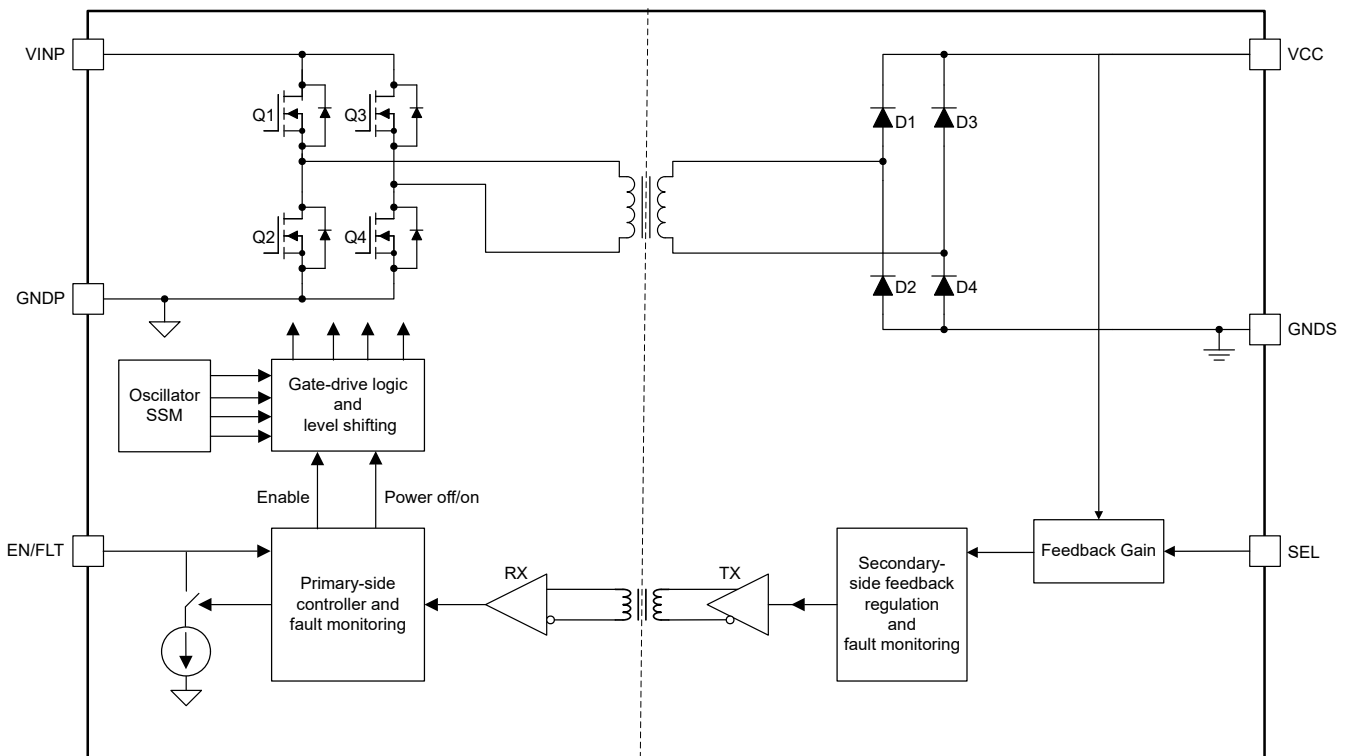 VINP
VCC
Q1
Q3
D1
D3
Q2
Q4
D2
D4
GNDP
GNDS
Oscillator
SSM
Gate-drive logic
and
level shifting
Enable
Power off/on
EN/FLT
Primary-side
controller and
fault monitoring
RX
TX
Secondary-
side feedback
regulation
and
fault monitoring
Feedback Gain
SEL